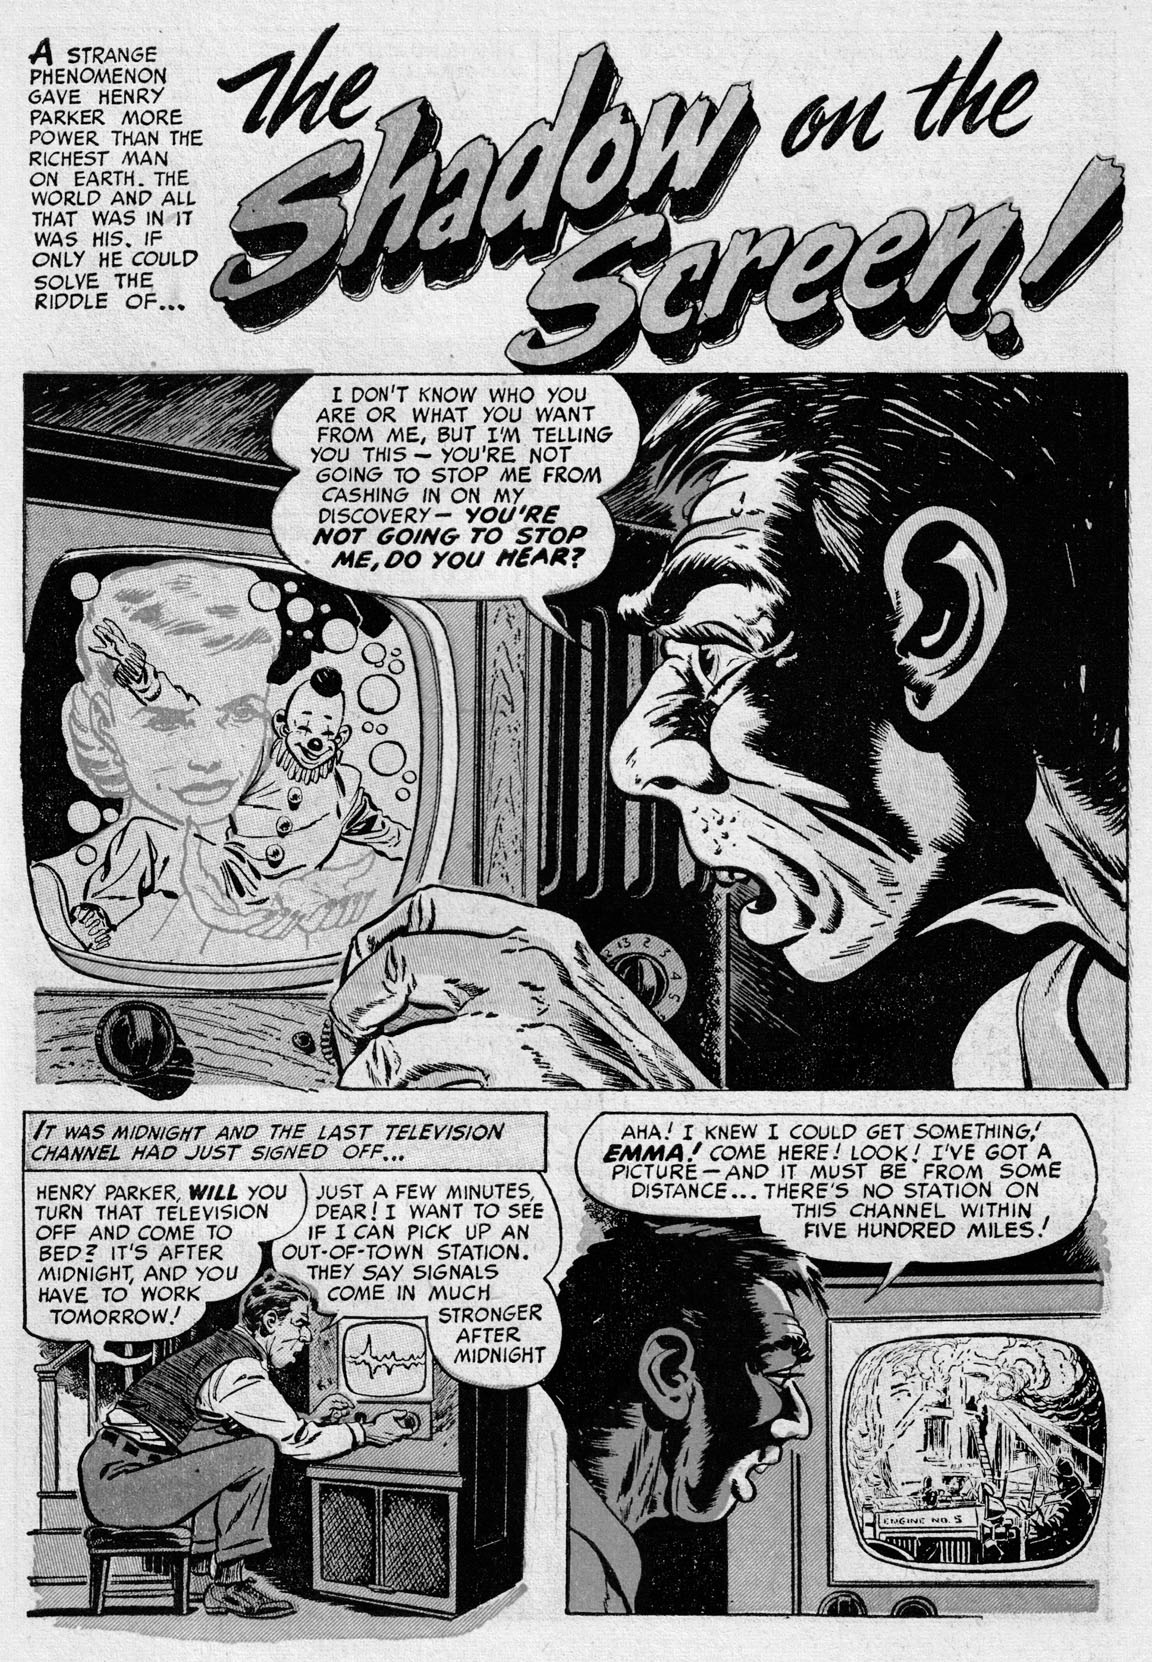 A STRANGE
PHENOMENON
GAVE HENRY
PARKER MORE
POWER THAN THE
RICHEST MAN
ON EARTH. THE
WORLD AND ALL
THAT WAS IN IT
WAS HIS. IF
ONLY HE COULD
SOLVE THE
RIDDLE OF...
The
Shadow on the
Screen!
I DON'T KNOW WHO YOU
ARE OR WHAT YOU WANT
FROM ME, BUT I'M TELLING
YOU THIS — YOU'RE NOT
GOING TO STOP ME FROM
CASHING IN ON MY
DISCOVERY — YOU'RE
NOT GOING TO STOP
ME, DO YOU HEAR?
13 2 3 4 5
IT WAS MIDNIGHT AND THE LAST TELEVISION
CHANNEL HAD JUST SIGNED OFF...
HENRY PARKER, WILL YOU
TURN THAT TELEVISION
OFF AND COME TO
BED? IT'S AFTER
MIDNIGHT, AND YOU
HAVE TO WORK
TOMORROW!
JUST A FEW MINUTES,
DEAR! I WANT TO SEE
IF I CAN PICK UP AN
OUT-OF-TOWN STATION.
THEY SAY SIGNALS
COME IN MUCH
STRONGER
AFTER
MIDNIGHT
AHA! I KNEW I COULD GET SOMETHING!
EMMA! COME HERE! LOOK! I'VE GOT A
PICTURE — AND IT MUST BE FROM SOME
DISTANCE... THERE'S NO STATION ON
THIS CHANNEL WITHIN
FIVE HUNDRED MILES!
ENGINE NO. 5